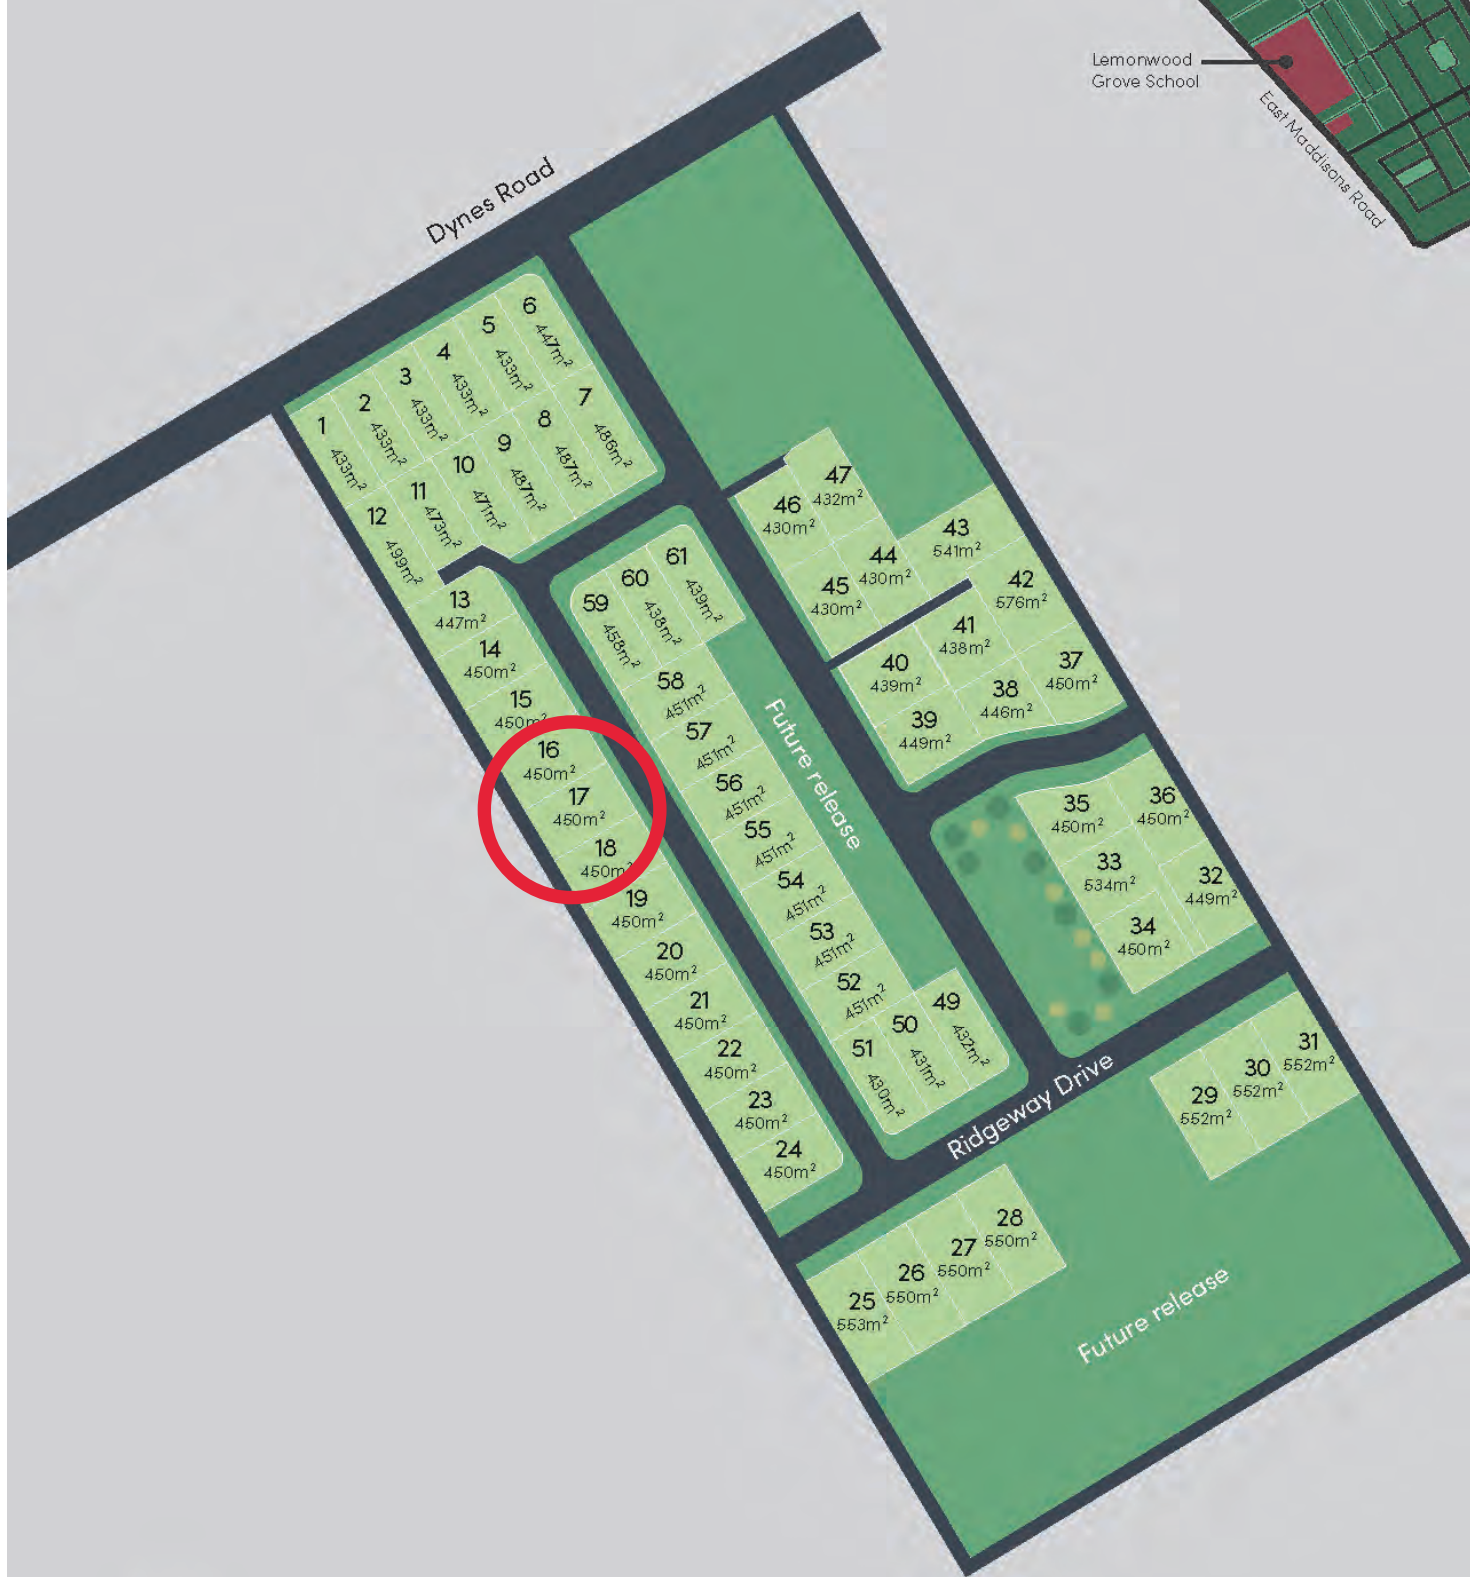 Lemonwood
Grove School
East Maddisons Road
Dynes Road
1
433m²
2
433m²
3
433m²
4
433m²
5
433m²
6
447m²
7
486m²
8
487m²
9
487m²
10
471m²
11
473m²
12
499m²
13
447m²
14
450m²
15
450m²
16
450m²
17
450m²
18
450m²
19
450m²
20
450m²
21
450m²
22
450m²
23
450m²
24
450m²
25
553m²
26
550m²
27
550m²
28
550m²
29
552m²
30
552m²
31
552m²
32
449m²
33
534m²
34
450m²
35
450m²
36
450m²
37
450m²
38
446m²
39
449m²
40
439m²
41
438m²
42
576m²
43
541m²
44
430m²
45
430m²
46
430m²
47
432m²
49
432m²
50
431m²
51
430m²
52
451m²
53
451m²
54
451m²
55
451m²
56
451m²
57
451m²
58
451m²
59
458m²
60
438m²
61
439m²
Future release
Ridgeway Drive
Future release